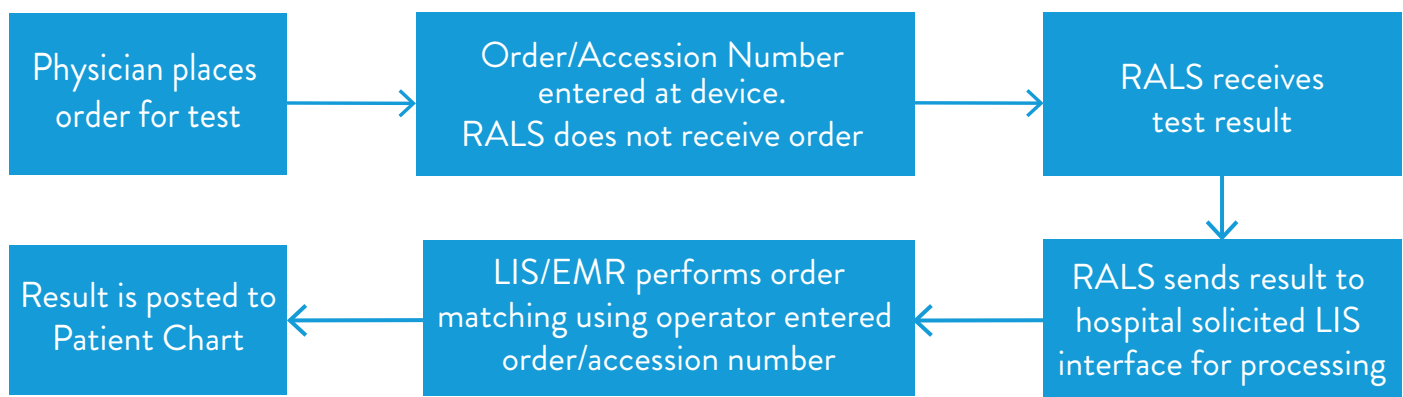 Physician places
order for test
Order/Accession Number
entered at device.
RALS does not receive order
RALS receives
test result
RALS sends result to
hospital solicited LIS
interface for processing
LIS/EMR performs order
matching using operator entered
order/accession number
Result is posted to
Patient Chart